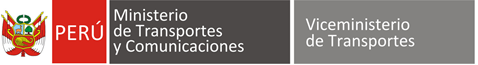 PERÚ
Ministerio
de Transportes
y Comunicaciones
Viceministerio
de Transportes